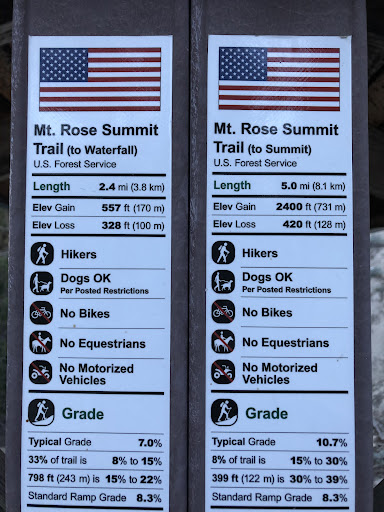 Mt. Rose Summit
Trail (to Waterfall)
U.S. Forest Service
Length 2.4 mi (3.8 km)
Elev Gain 557 ft (170 m)
Elev Loss 328 ft (100 m)
Hikers
Dogs OK
Per Posted Restrictions
No Bikes
No Equestrians
No Motorized
Vehicles
Grade
Typical Grade 7.0%
33% of trail is 8% to 15%
798 ft (243 m) is 15% to 22%
Standard Ramp Grade 8.3%
Mt. Rose Summit
Trail (to Summit)
U.S. Forest Service
Length 5.0 mi (8.1 km)
Elev Gain 2400 ft (731 m)
Elev Loss 420 ft (128 m)
Hikers
Dogs OK
Per Posted Restrictions
No Bikes
No Equestrians
No Motorized
Vehicles
Grade
Typical Grade 10.7%
8% of trail is 15% to 30%
399 ft (122 m) is 30% to 39%
Standard Ramp Grade 8.3%